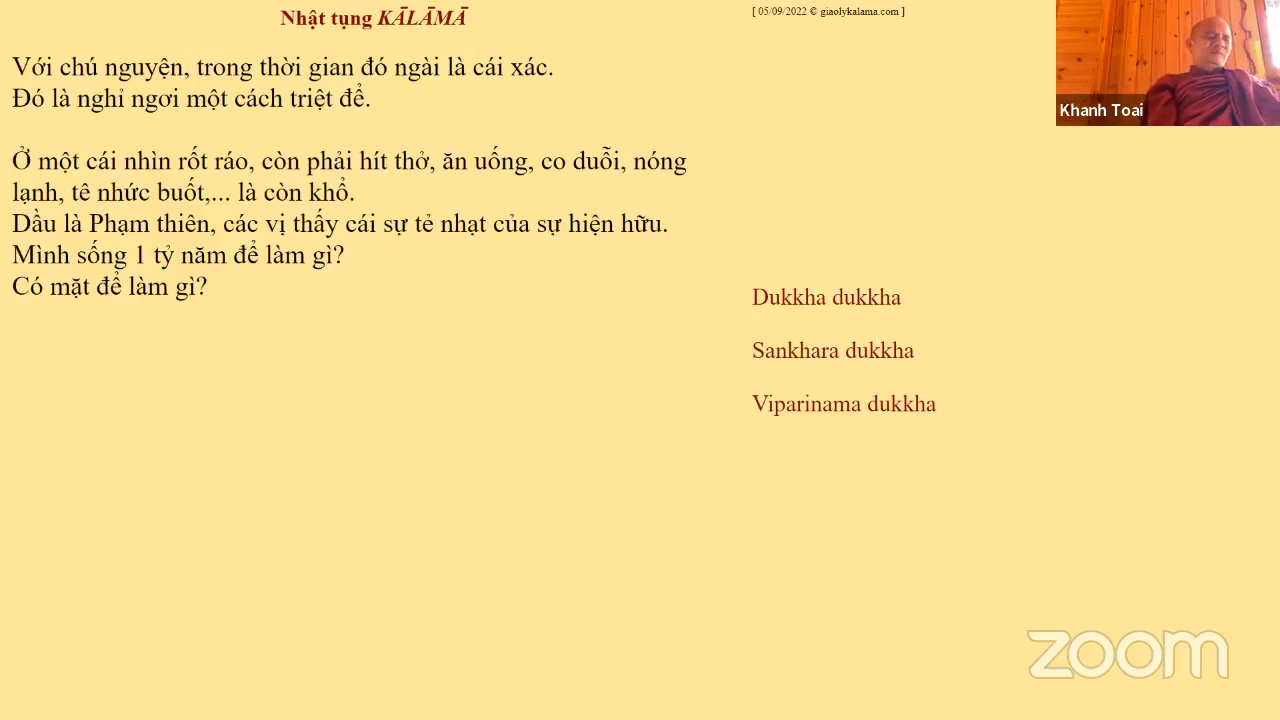 Nhật tụng KĀLĀMĀ
[ 05/09/2022 © giaolykalama.com ]
Với chú nguyện, trong thời gian đó ngài là cái xác.
Đó là nghỉ ngơi một cách triệt để.
Ở một cái nhìn rốt ráo, còn phải hít thở, ăn uống, co duỗi, nóng
lạnh, tê nhức buốt,... là còn khổ.
Dầu là Phạm thiên, các vị thấy cái sự tẻ nhạt của sự hiện hữu.
Mình sống 1 tỷ năm để làm gì?
Có mặt để làm gì?
Dukkha dukkha
Sankhara dukkha
Viparinama dukkha
Khanh Toai
zoom